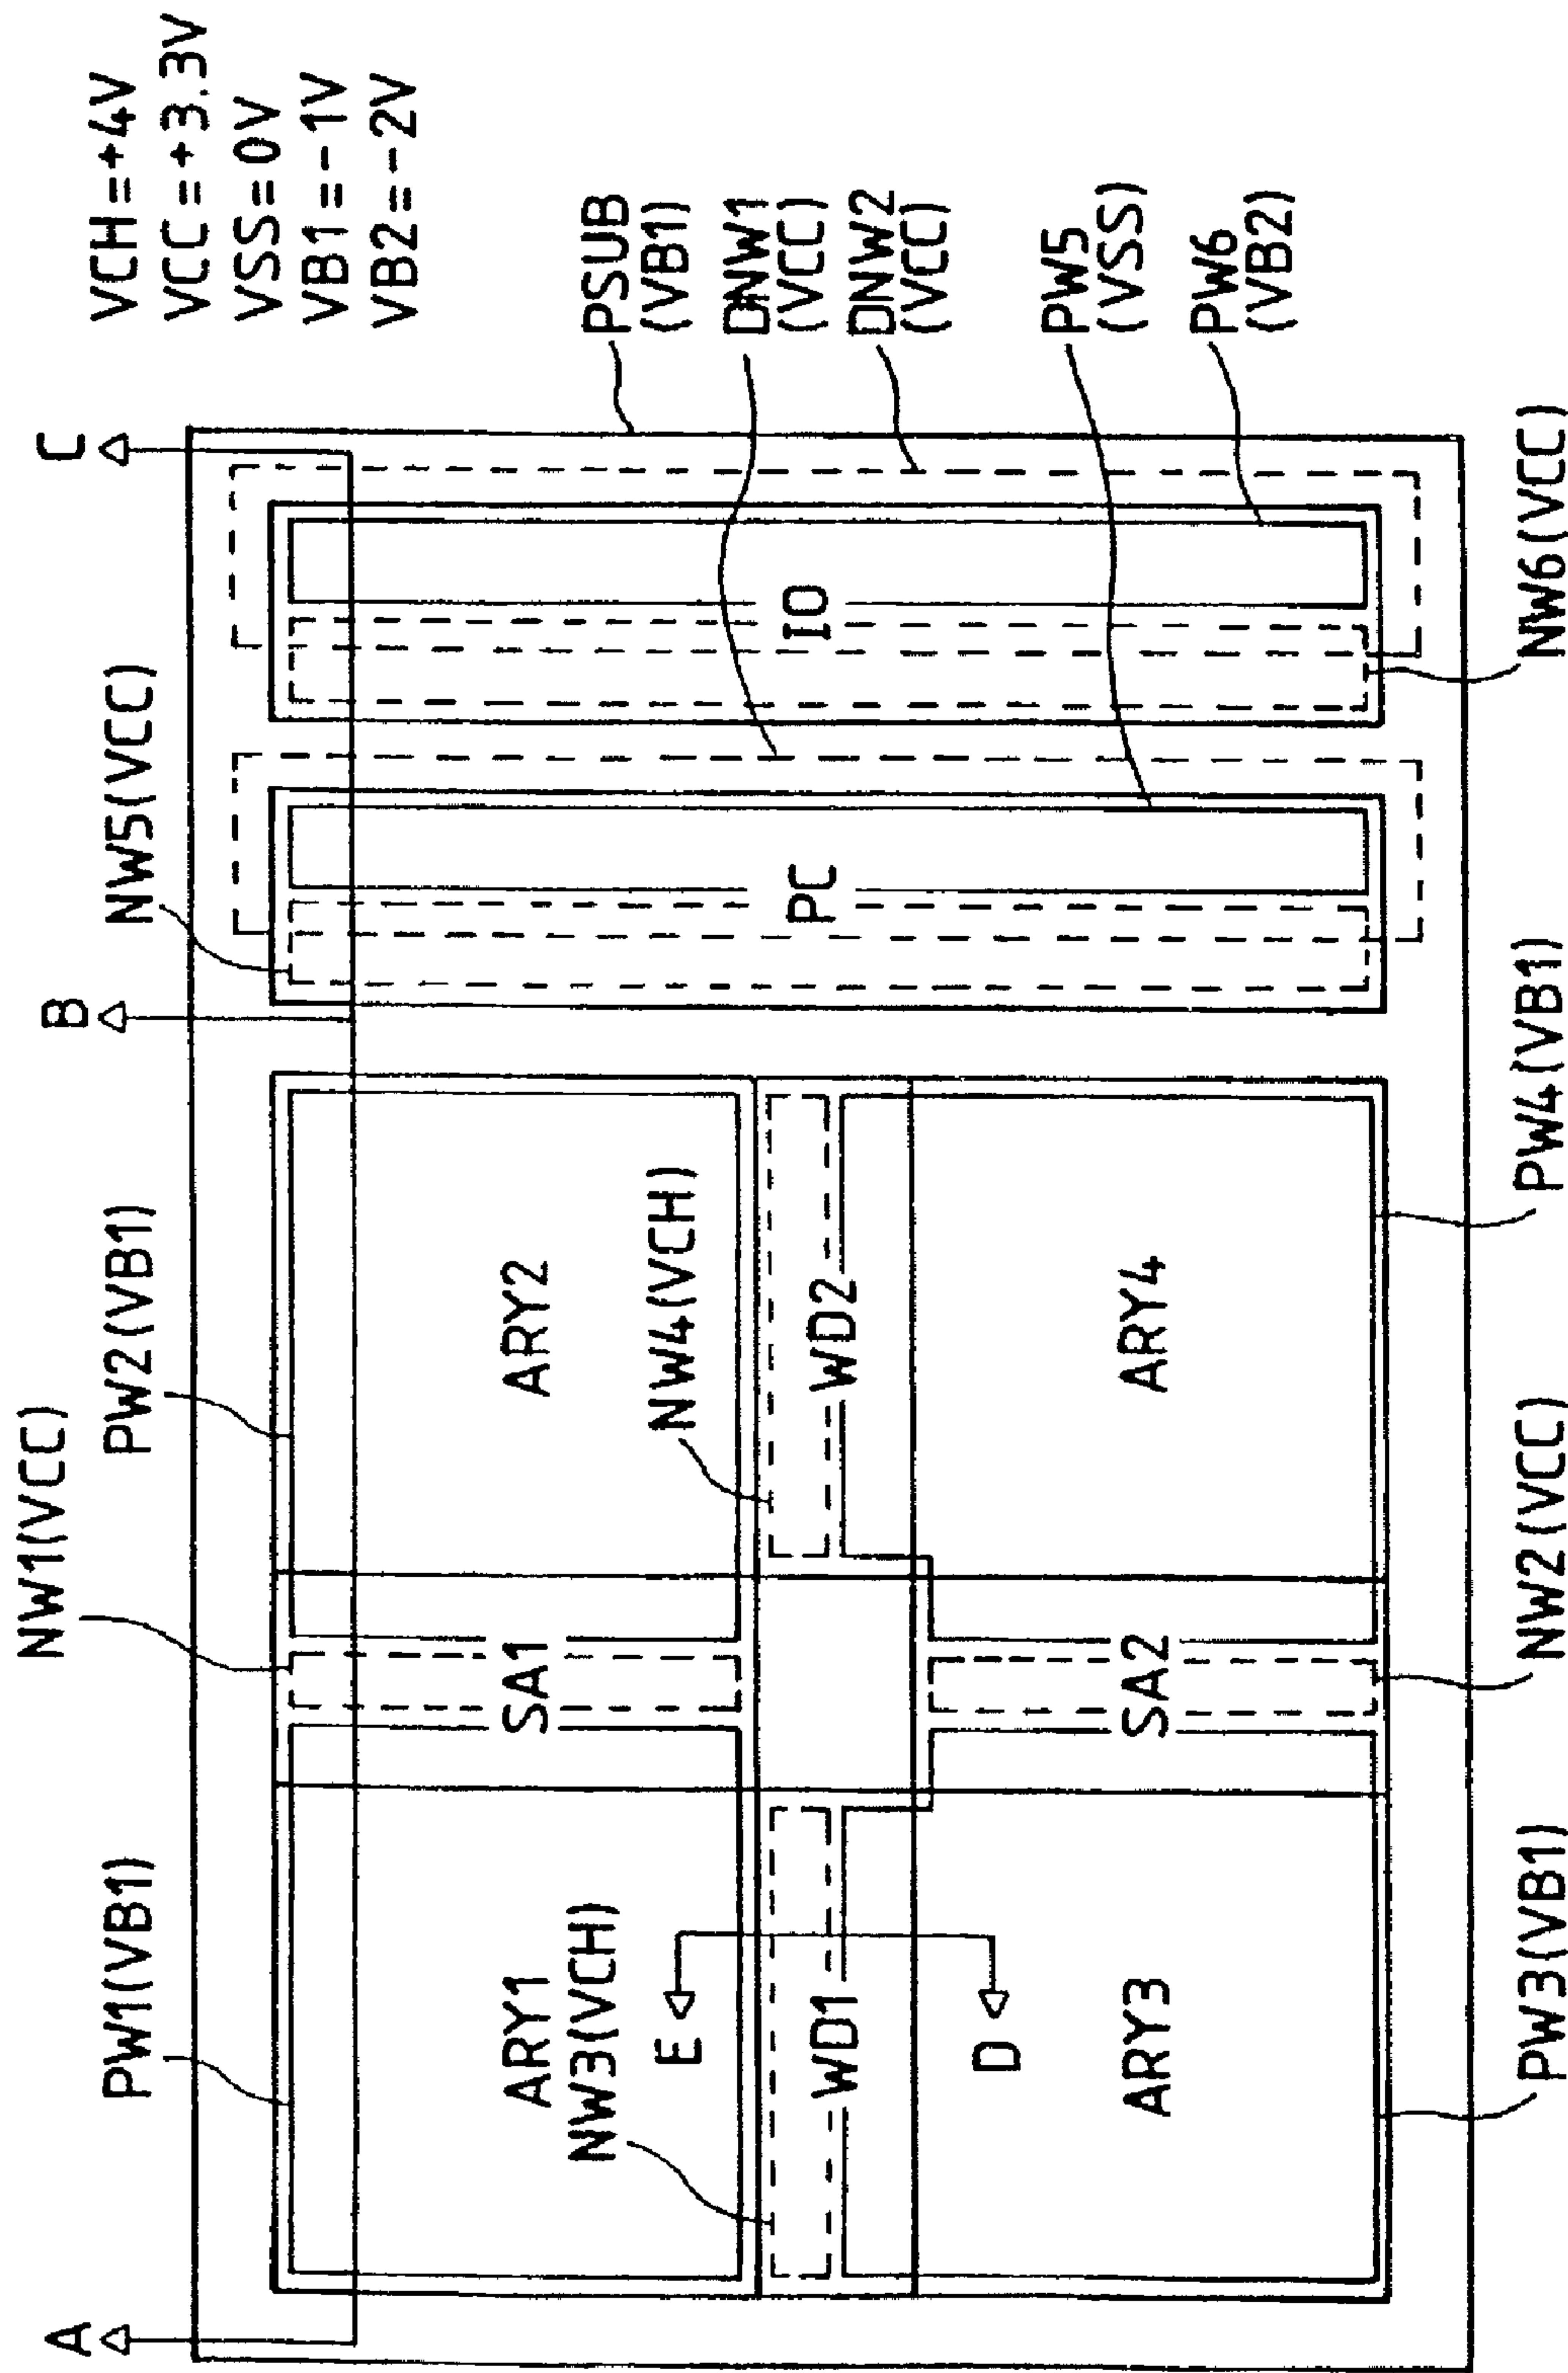 VCH=+4V
VCC=+3.3V
VSS=0V
VB1=-1V
VB2=-2V
A
B
C
NW1(VCC)
PW1(VB1)
PW2(VB1)
NW5(VCC)
PSUB
(VB1)
DNW1
(VCC)
DNW2
(VCC)
PW5
(VSS)
PW6
(VB2)
ARY1
NW3(VCH)
SA1
ARY2
NW4(VCH)
E
WD1
WD2
PC
IO
D
ARY3
SA2
ARY4
PW3(VB1)
NW2(VCC)
PW4(VB1)
NW6(VCC)